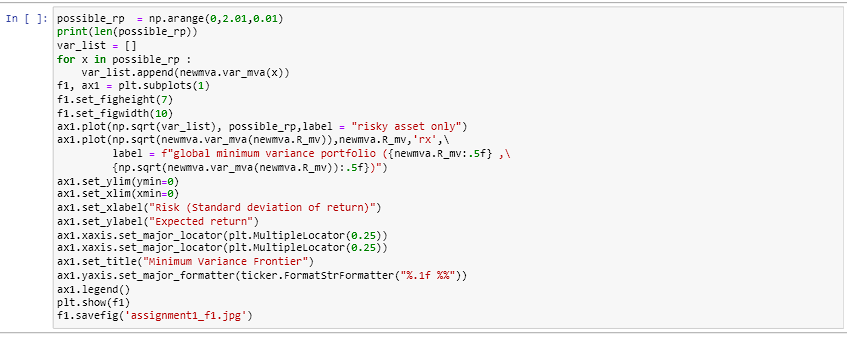 In [ ]: possible_rp  = np.arange(0,2.01,0.01)
print(len(possible_rp))
var_list = []
for x in possible_rp :
    var_list.append(newmva.var_mva(x))
f1, ax1 = plt.subplots(1)
f1.set_figheight(7)
f1.set_figwidth(10)
ax1.plot(np.sqrt(var_list), possible_rp,label = "risky asset only")
ax1.plot(np.sqrt(newmva.var_mva(newmva.R_mv)),newmva.R_mv,'rx',\
        label = f"global minimum variance portfolio ({newmva.R_mv:.5f} ,\
        {np.sqrt(newmva.var_mva(newmva.R_mv)):.5f})")
ax1.set_ylim(ymin=0)
ax1.set_xlim(xmin=0)
ax1.set_xlabel("Risk (Standard deviation of return)")
ax1.set_ylabel("Expected return")
ax1.xaxis.set_major_locator(plt.MultipleLocator(0.25))
ax1.xaxis.set_major_locator(plt.MultipleLocator(0.25))
ax1.set_title("Minimum Variance Frontier")
ax1.yaxis.set_major_formatter(ticker.FormatStrFormatter("%.1f %%"))
ax1.legend()
plt.show(f1)
f1.savefig('assignment1_f1.jpg')